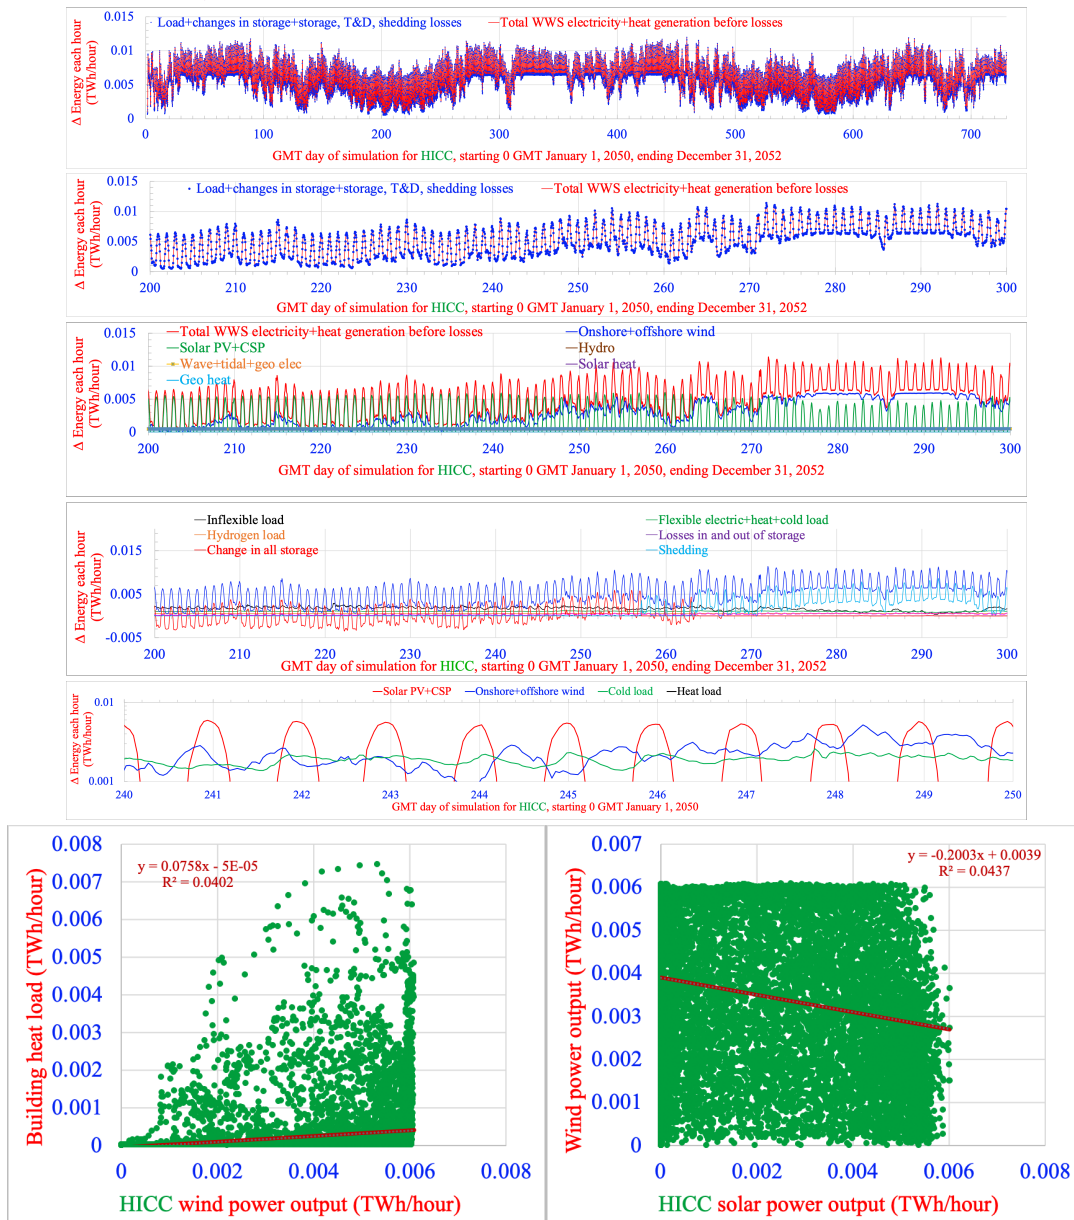 Load+changes in storage+storage, T&D, shedding losses
Total WWS electricity+heat generation before losses
Δ Energy each hour
(TWh/hour)
0.015
0.01
0.005
0
0 100 200 300 400 500 600 700
GMT day of simulation for HICC, starting 0 GMT January 1, 2050, ending December 31, 2052
Load+changes in storage+storage, T&D, shedding losses
Total WWS electricity+heat generation before losses
Δ Energy each hour
(TWh/hour)
0.015
0.01
0.005
0
200 210 220 230 240 250 260 270 280 290 300
GMT day of simulation for HICC, starting 0 GMT January 1, 2050, ending December 31, 2052
Total WWS electricity+heat generation before losses
Onshore+offshore wind
Solar PV+CSP
Hydro
Wave+tidal+geo elec
Solar heat
Geo heat
Δ Energy each hour
(TWh/hour)
0.015
0.01
0.005
0
200 210 220 230 240 250 260 270 280 290 300
GMT day of simulation for HICC, starting 0 GMT January 1, 2050, ending December 31, 2052
Inflexible load
Flexible electric+heat+cold load
Hydrogen load
Losses in and out of storage
Change in all storage
Shedding
Δ Energy each hour
(TWh/hour)
0.015
0.005
-0.005
200 210 220 230 240 250 260 270 280 290 300
GMT day of simulation for HICC, starting 0 GMT January 1, 2050, ending December 31, 2052
Solar PV+CSP Onshore+offshore wind Cold load Heat load
Δ Energy each hour
(TWh/hour)
0.01
0.001
240 241 242 243 244 245 246 247 248 249 250
GMT day of simulation for HICC, starting 0 GMT January 1, 2050
Building heat load (TWh/hour)
0.008
0.007
0.006
0.005
0.004
0.003
0.002
0.001
0
y = 0.0758x - 5E-05
R² = 0.0402
0 0.002 0.004 0.006 0.008
HICC wind power output (TWh/hour)
Wind power output (TWh/hour)
0.007
0.006
0.005
0.004
0.003
0.002
0.001
0
y = -0.2003x + 0.0039
R² = 0.0437
0 0.002 0.004 0.006 0.008
HICC solar power output (TWh/hour)